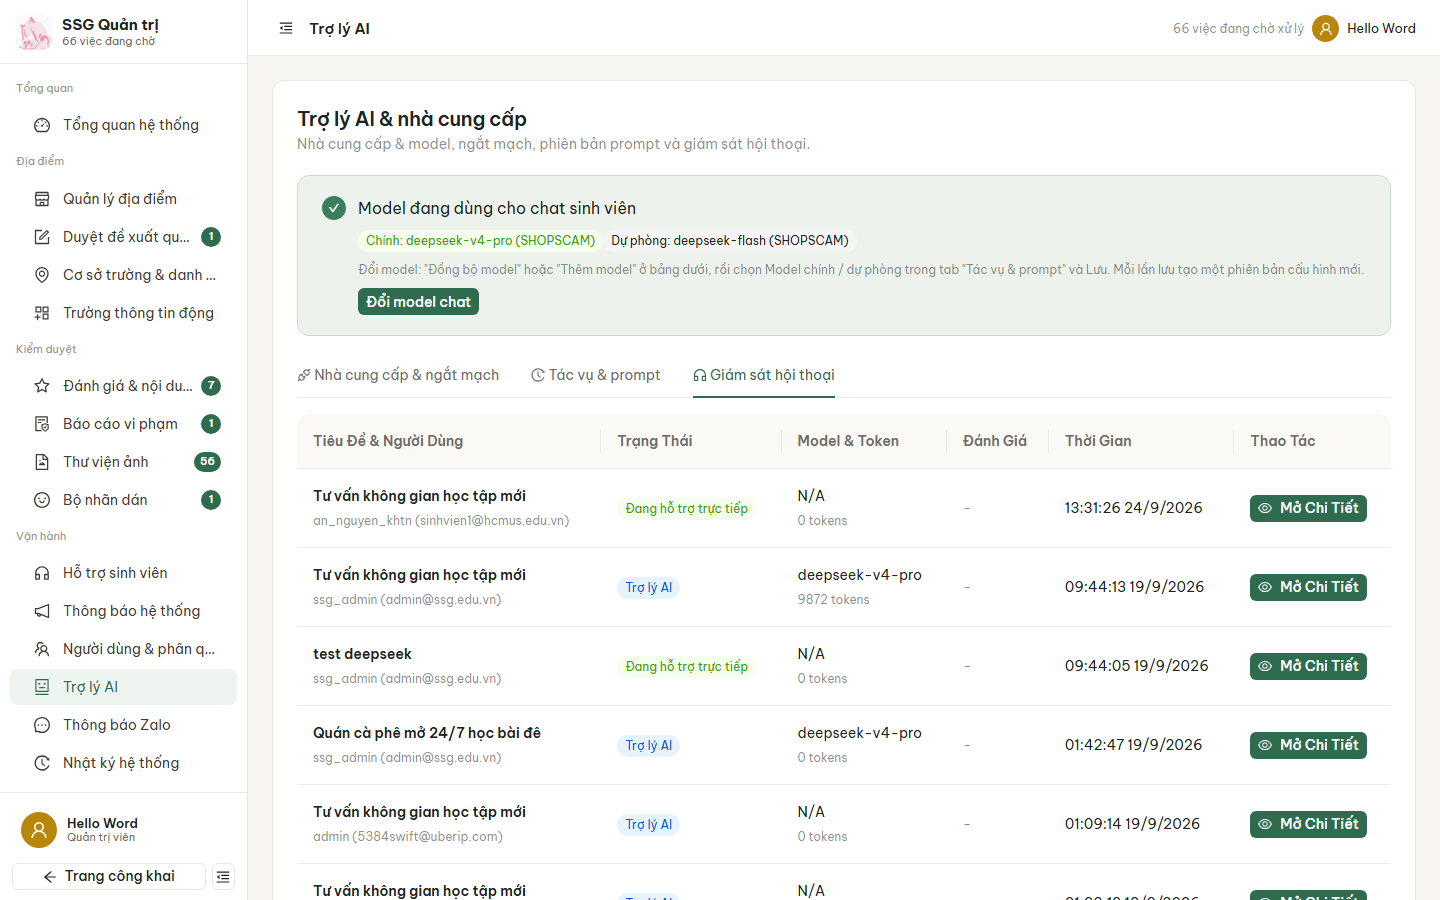 SSG Quản trị
66 việc đang chờ
Tổng quan
Tổng quan hệ thống
Địa điểm
Quản lý địa điểm
Duyệt đề xuất qu... 1
Cơ sở trường & danh ...
Trường thông tin động
Kiểm duyệt
Đánh giá & nội du... 7
Báo cáo vi phạm 1
Thư viện ảnh 56
Bộ nhãn dán 1
Vận hành
Hỗ trợ sinh viên
Thông báo hệ thống
Người dùng & phân q...
Trợ lý AI
Thông báo Zalo
Nhật ký hệ thống
Hello Word
Quản trị viên
Trang công khai
Trợ lý AI
66 việc đang chờ xử lý Hello Word
Trợ lý AI & nhà cung cấp
Nhà cung cấp & model, ngắt mạch, phiên bản prompt và giám sát hội thoại.
Model đang dùng cho chat sinh viên
Chính: deepseek-v4-pro (SHOPSCAM) Dự phòng: deepseek-flash (SHOPSCAM)
Đổi model: "Đồng bộ model" hoặc "Thêm model" ở bảng dưới, rồi chọn Model chính / dự phòng trong tab "Tác vụ & prompt" và Lưu. Mỗi lần lưu tạo một phiên bản cấu hình mới.
Đổi model chat
Nhà cung cấp & ngắt mạch Tác vụ & prompt Giám sát hội thoại
Tiêu Đề & Người Dùng Trạng Thái Model & Token Đánh Giá Thời Gian Thao Tác
Tư vấn không gian học tập mới
an_nguyen_khtn (sinhvien1@hcmus.edu.vn)
Đang hỗ trợ trực tiếp
N/A
0 tokens
-
13:31:26 24/9/2026
Mở Chi Tiết
Tư vấn không gian học tập mới
ssg_admin (admin@ssg.edu.vn)
Trợ lý AI
deepseek-v4-pro
9872 tokens
-
09:44:13 19/9/2026
Mở Chi Tiết
test deepseek
ssg_admin (admin@ssg.edu.vn)
Đang hỗ trợ trực tiếp
N/A
0 tokens
-
09:44:05 19/9/2026
Mở Chi Tiết
Quán cà phê mở 24/7 học bài đê
ssg_admin (admin@ssg.edu.vn)
Trợ lý AI
deepseek-v4-pro
0 tokens
-
01:42:47 19/9/2026
Mở Chi Tiết
Tư vấn không gian học tập mới
admin (5384swift@uberip.com)
Trợ lý AI
N/A
0 tokens
-
01:09:14 19/9/2026
Mở Chi Tiết
Tư vấn không gian học tập mới
N/A